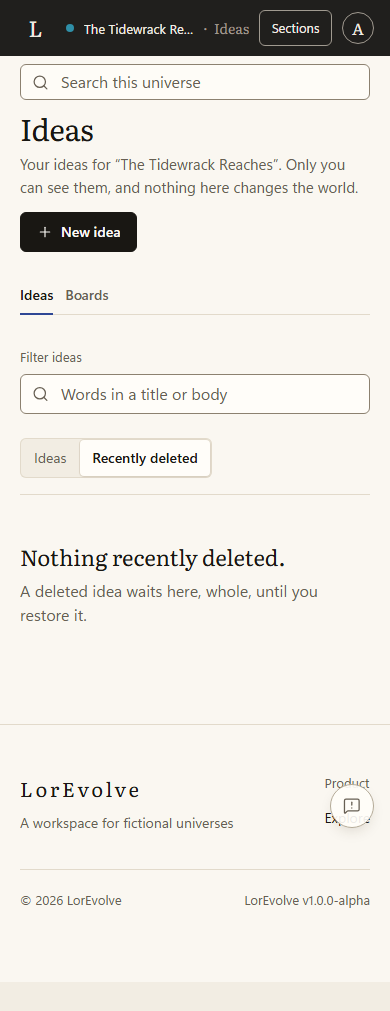 L
The Tidewrack Re... · Ideas
Sections
A
Search this universe
Ideas
Your ideas for “The Tidewrack Reaches”. Only you
can see them, and nothing here changes the world.
+ New idea
Ideas
Boards
Filter ideas
Words in a title or body
Ideas
Recently deleted
Nothing recently deleted.
A deleted idea waits here, whole, until you
restore it.
LorEvolve
Product
A workspace for fictional universes
Explore
© 2026 LorEvolve
LorEvolve v1.0.0-alpha